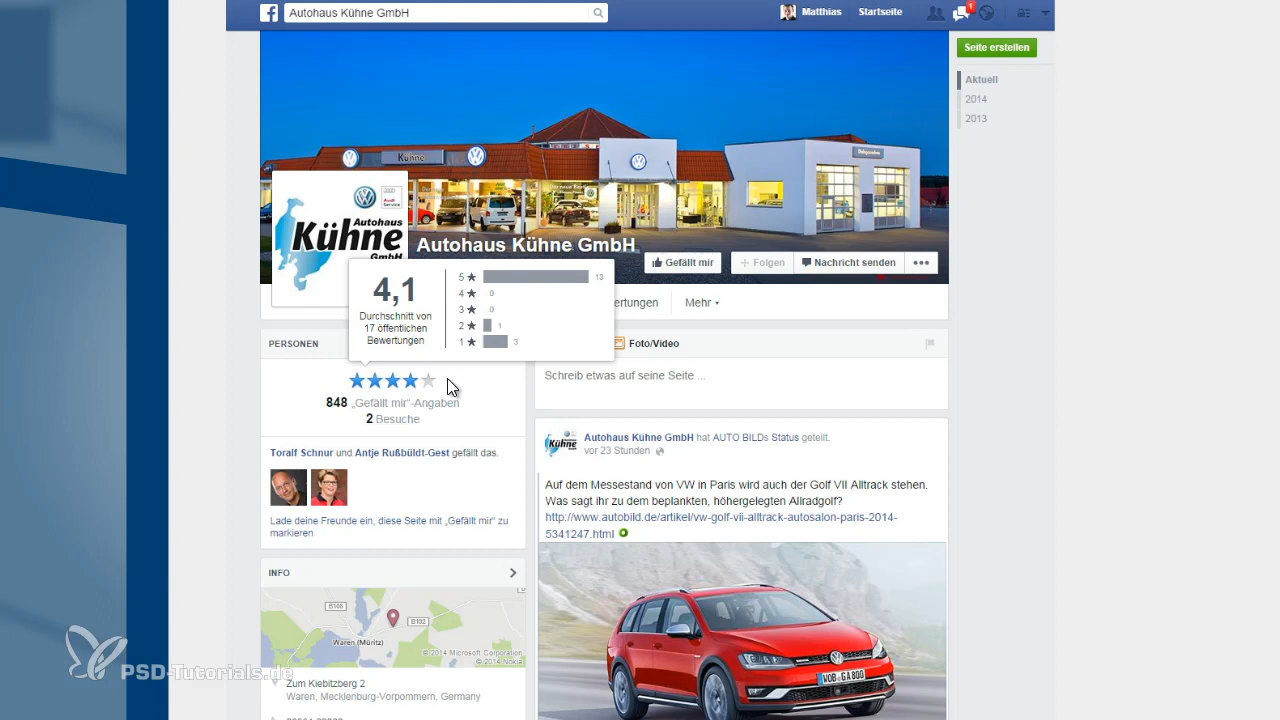 Autohaus Kühne GmbH
Matthias
Startseite
1
Seite erstellen
Aktuell
2014
2013
Kühne
Audi
Service
Autohaus
Kühne
GmbH
Autohaus Kühne GmbH
Gefällt mir
+ Folgen
Nachricht senden
•••
ertungen
Mehr
4,1
Durchschnitt von
17 öffentlichen
Bewertungen
5 ★ 13
4 ★ 0
3 ★ 0
2 ★ 1
1 ★ 3
PERSONEN
848 „Gefällt mir“-Angaben
2 Besuche
Toralf Schnur und Antje Rußbüldt-Gest gefällt das.
Lade deine Freunde ein, diese Seite mit „Gefällt mir“ zu
markieren
INFO
B108
B192
Waren (Müritz)
© 2014 Microsoft Corporation
© 2014 Nokia
Zum Kiebitzberg 2
Waren, Mecklenburg-Vorpommern, Germany
Foto/Video
Schreib etwas auf seine Seite ...
Kühne
Autohaus Kühne GmbH hat AUTO BILDs Status geteilt.
vor 23 Stunden
Auf dem Messestand von VW in Paris wird auch der Golf VII Alltrack stehen.
Was sagt ihr zu dem beplankten, höhergelegten Allradgolf?
http://www.autobild.de/artikel/vw-golf-vii-alltrack-autosalon-paris-2014-
5341247.html
WOB GA 800
PSD-Tutorials.de